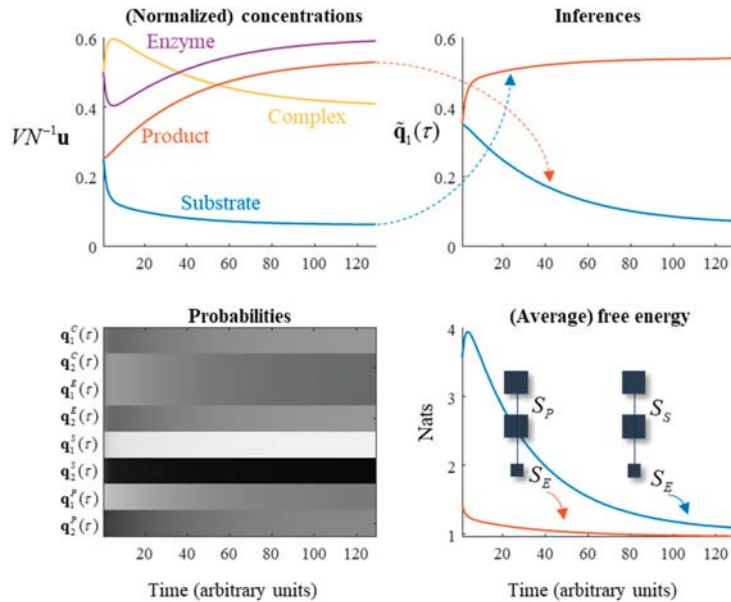 (Normalized) concentrations
0.6
0.4
0.2
0
VN⁻¹u
Enzyme
Complex
Product
Substrate
20 40 60 80 100 120
Inferences
0.6
0.4
0.2
0
q̃₁(τ)
20 40 60 80 100 120
Probabilities
q₁ᶜ(τ)
q₂ᶜ(τ)
q₁ᴱ(τ)
q₂ᴱ(τ)
q₁ˢ(τ)
q₂ˢ(τ)
q₁ᴾ(τ)
q₂ᴾ(τ)
20 40 60 80 100 120
Time (arbitrary units)
(Average) free energy
4
3
2
1
Nats
S_P
S_S
S_E
S_E
20 40 60 80 100 120
Time (arbitrary units)